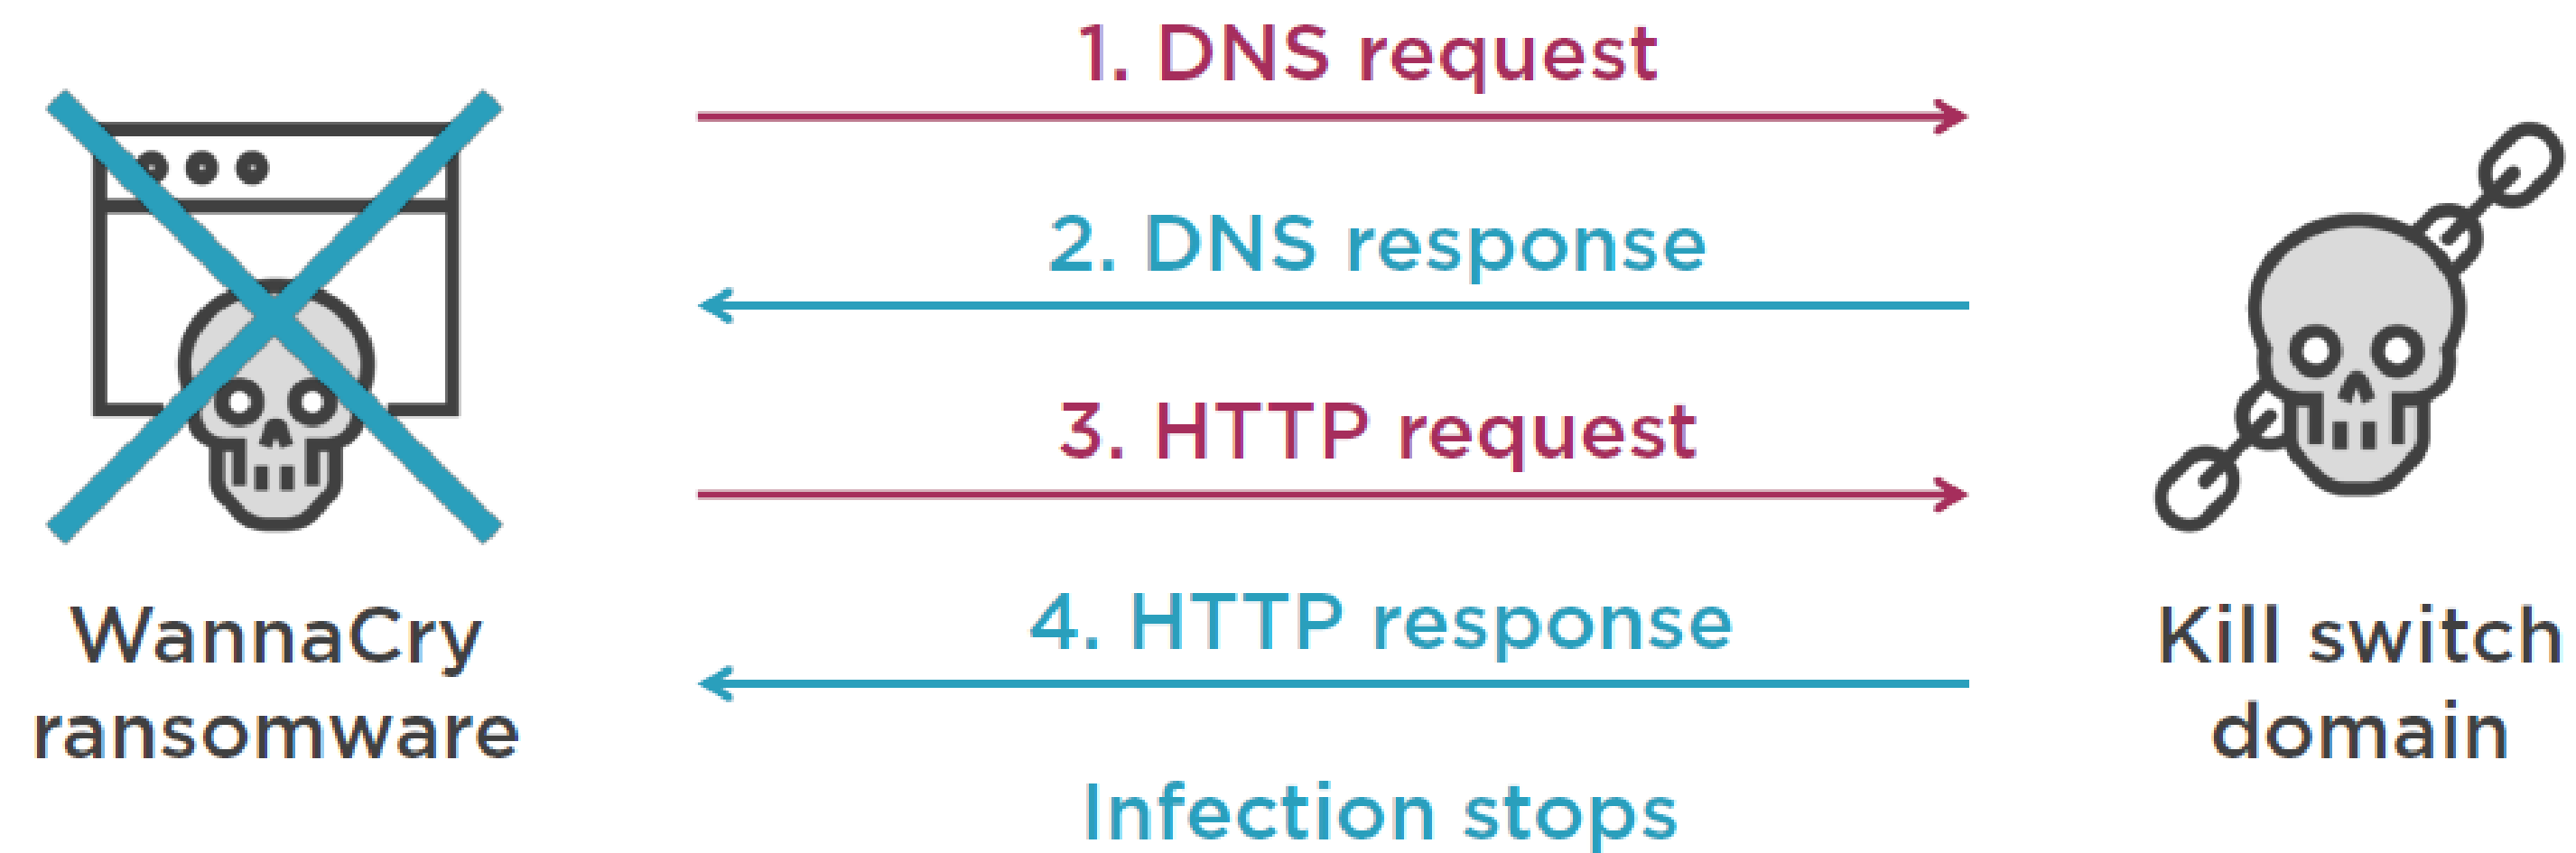 1. DNS request
2. DNS response
3. HTTP request
4. HTTP response
Infection stops
WannaCry
ransomware
Kill switch
domain